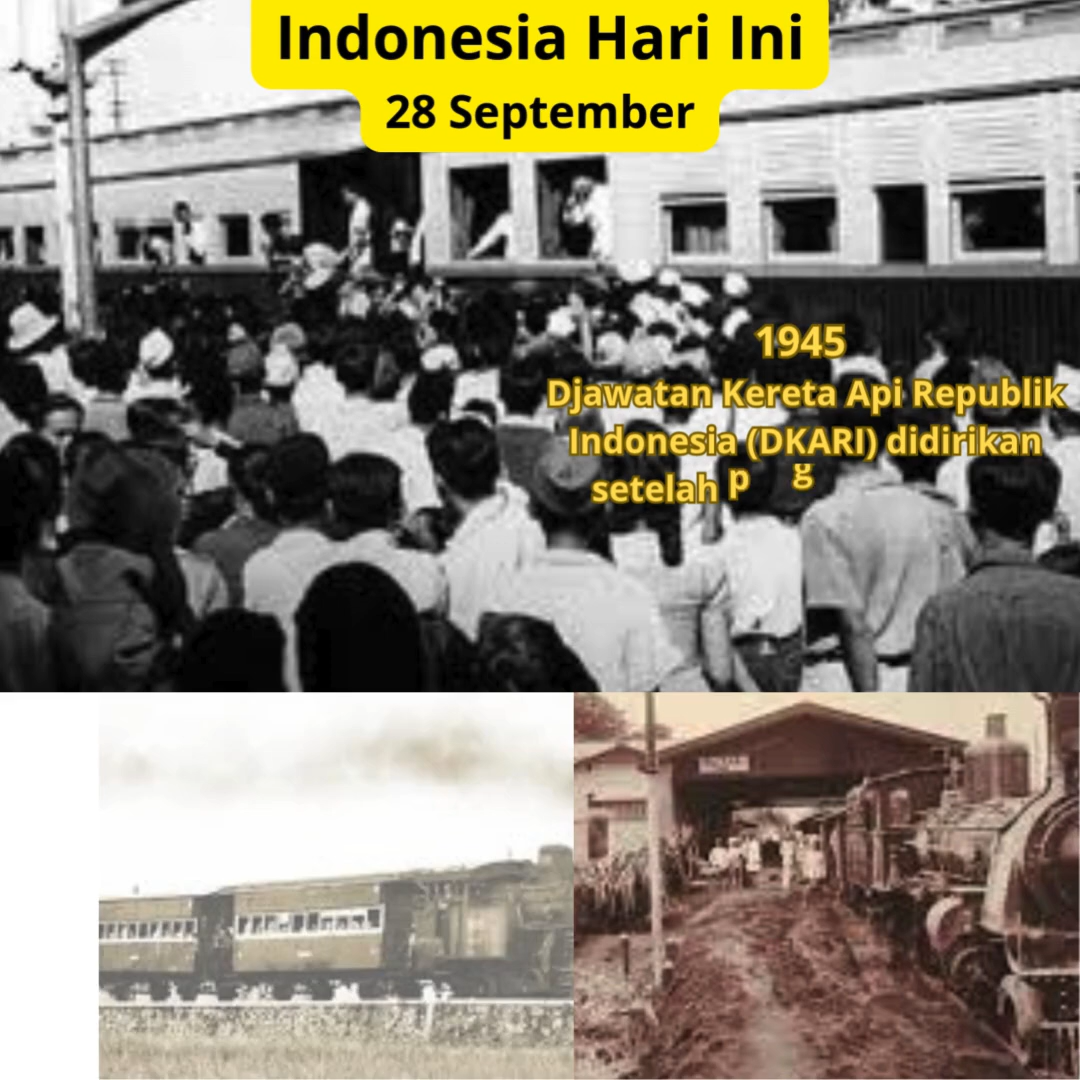 Indonesia Hari Ini
28 September
1945
Djawatan Kereta Api Republik
Indonesia (DKARI) didirikan
setelah p g